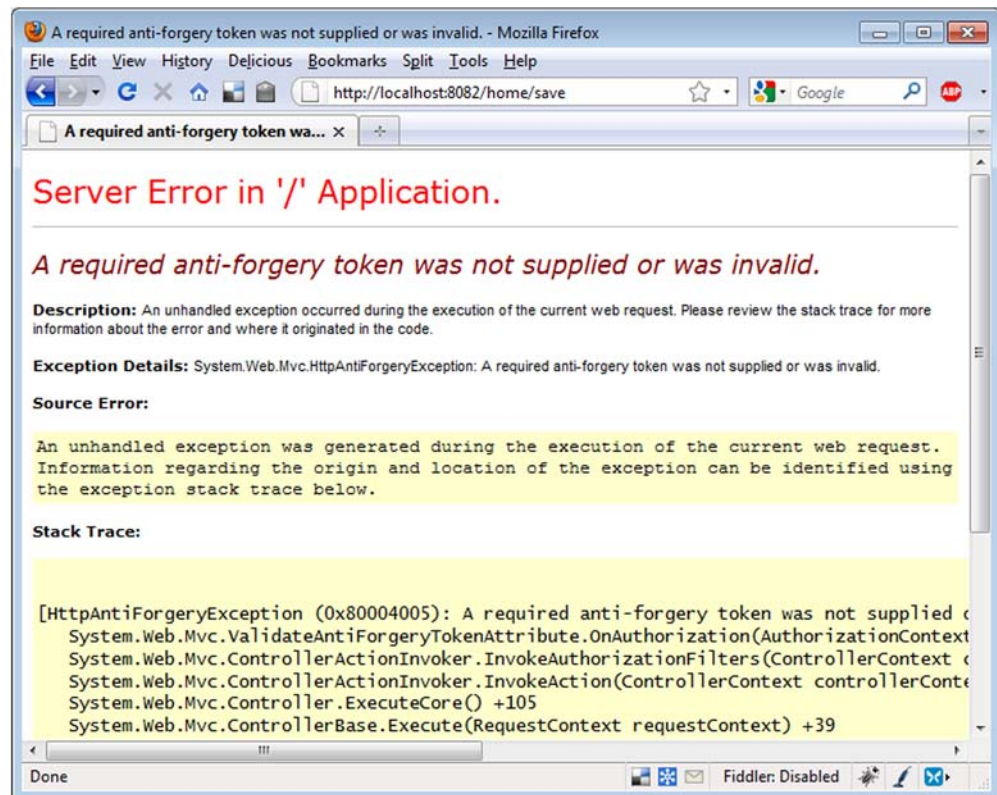 A required anti-forgery token was not supplied or was invalid. - Mozilla Firefox
File Edit View History Delicious Bookmarks Split Tools Help
http://localhost:8082/home/save
Google
ABP
A required anti-forgery token wa...
Server Error in '/' Application.
A required anti-forgery token was not supplied or was invalid.
Description: An unhandled exception occurred during the execution of the current web request. Please review the stack trace for more
information about the error and where it originated in the code.
Exception Details: System.Web.Mvc.HttpAntiForgeryException: A required anti-forgery token was not supplied or was invalid.
Source Error:
An unhandled exception was generated during the execution of the current web request.
Information regarding the origin and location of the exception can be identified using
the exception stack trace below.
Stack Trace:
[HttpAntiForgeryException (0x80004005): A required anti-forgery token was not supplied
System.Web.Mvc.ValidateAntiForgeryTokenAttribute.OnAuthorization(AuthorizationContext
System.Web.Mvc.ControllerActionInvoker.InvokeAuthorizationFilters(ControllerContext
System.Web.Mvc.ControllerActionInvoker.InvokeAction(ControllerContext controllerConte
System.Web.Mvc.Controller.ExecuteCore() +105
System.Web.Mvc.ControllerBase.Execute(RequestContext requestContext) +39
Done
Fiddler: Disabled